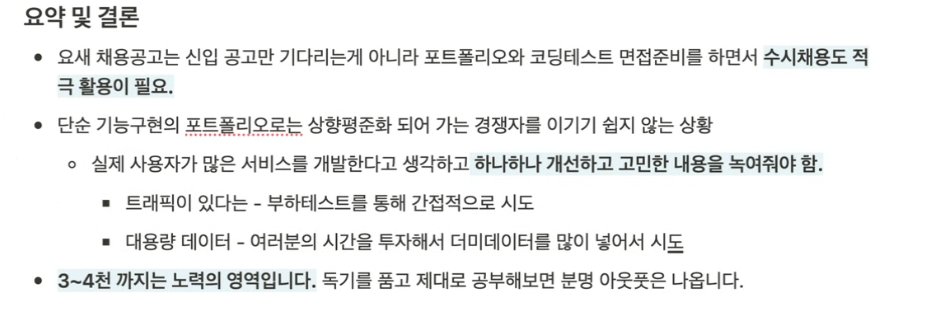 요약 및 결론
• 요새 채용공고는 신입 공고만 기다리는게 아니라 포트폴리오와 코딩테스트 면접준비를 하면서 수시채용도 적
극 활용이 필요.
• 단순 기능구현의 포트폴리오로는 상향평준화 되어 가는 경쟁자를 이기기 쉽지 않는 상황
◦ 실제 사용자가 많은 서비스를 개발한다고 생각하고 하나하나 개선하고 고민한 내용을 녹여줘야 함.
▪ 트래픽이 있다는 - 부하테스트를 통해 간접적으로 시도
▪ 대용량 데이터 - 여러분의 시간을 투자해서 더미데이터를 많이 넣어서 시도
• 3~4천 까지는 노력의 영역입니다. 독기를 품고 제대로 공부해보면 분명 아웃풋은 나옵니다.